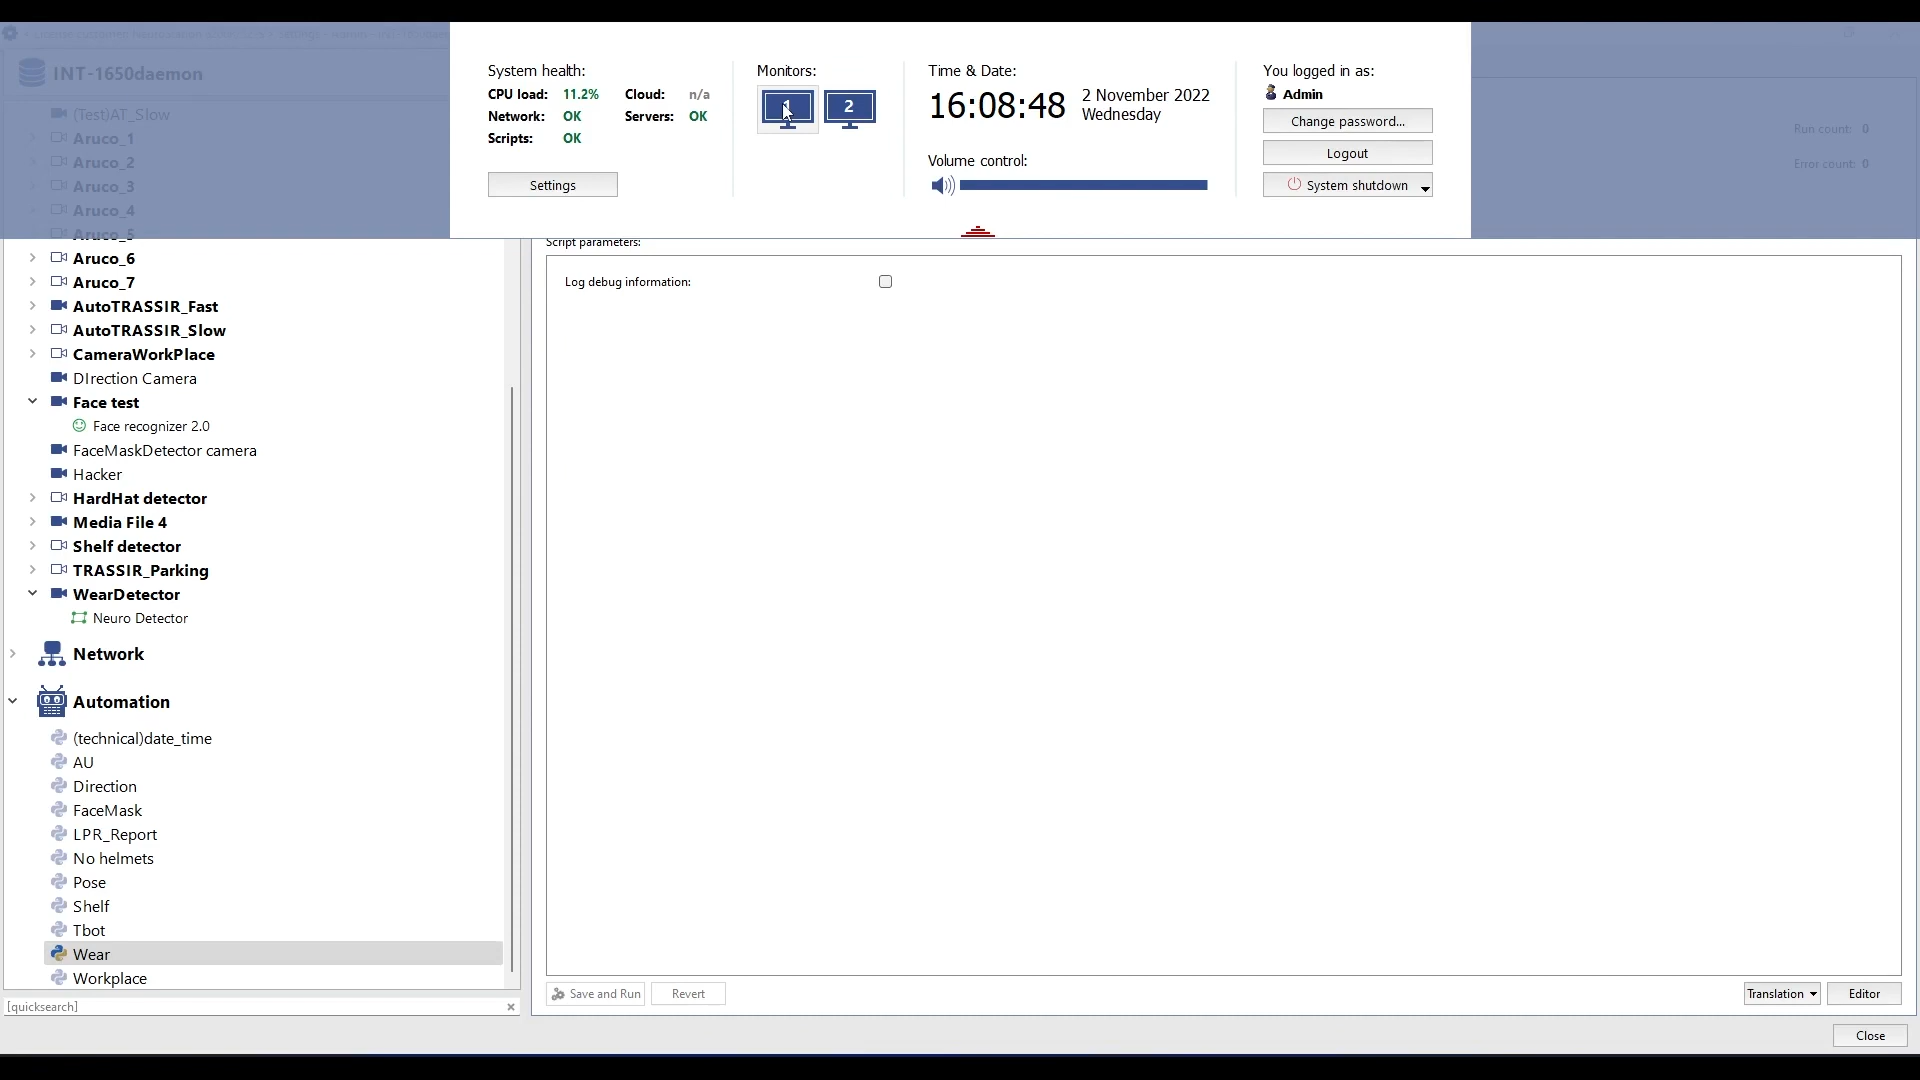 System health:
CPU load: 11.2% Cloud: n/a
Network: OK Servers: OK
Scripts: OK
Settings
Monitors:
1 2
Time & Date:
16:08:48 2 November 2022
Wednesday
Volume control:
You logged in as:
Admin
Change password...
Logout
System shutdown
INT-1650daemon
(Test)AT_Slow
Aruco_1
Aruco_2
Aruco_3
Aruco_4
Aruco_5
Aruco_6
Aruco_7
AutoTRASSIR_Fast
AutoTRASSIR_Slow
CameraWorkPlace
DIrection Camera
Face test
Face recognizer 2.0
FaceMaskDetector camera
Hacker
HardHat detector
Media File 4
Shelf detector
TRASSIR_Parking
WearDetector
Neuro Detector
Network
Automation
(technical)date_time
AU
Direction
FaceMask
LPR_Report
No helmets
Pose
Shelf
Tbot
Wear
Workplace
[quicksearch]
Run count: 0
Error count: 0
Script parameters:
Log debug information:
Save and Run Revert
Translation Editor
Close